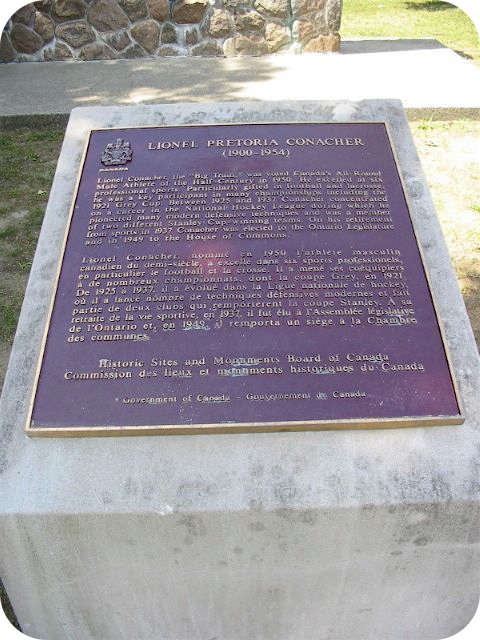 CANADA
LIONEL PRETORIA CONACHER
(1900-1954)
Lionel Conacher, the "Big Train," was voted Canada's All-Round
Male Athlete of the Half-Century in 1950. He excelled at six
professional sports. Particularly gifted in football and lacrosse,
he was a key participant in many championships including the
1921 Grey Cup. Between 1925 and 1937 Conacher concentrated
on a career in the National Hockey League during which he
pioneered many modern defensive techniques and was a member
of two different Stanley Cup-winning teams. On his retirement
from sports in 1937 Conacher was elected to the Ontario Legislature
and in 1949 to the House of Commons.
Lionel Conacher, nommé en 1950 l'athlète masculin
canadien du demi-siècle, a excellé dans six sports professionnels,
en particulier le football et la crosse. Il a mené ses coéquipiers
à de nombreux championnats, dont la coupe Grey, en 1921.
De 1925 à 1937, il a évolué dans la Ligue nationale de hockey,
où il a lancé nombre de techniques défensives modernes et fait
partie de deux clubs qui remportèrent la coupe Stanley. A sa
retraite de la vie sportive, en 1937, il fut élu à l'Assemblée législative
de l'Ontario et, en 1949, il remporta un siège à la Chambre
des communes.
Historic Sites and Monuments Board of Canada
Commission des lieux et monuments historiques du Canada
Government of Canada - Gouvernement du Canada